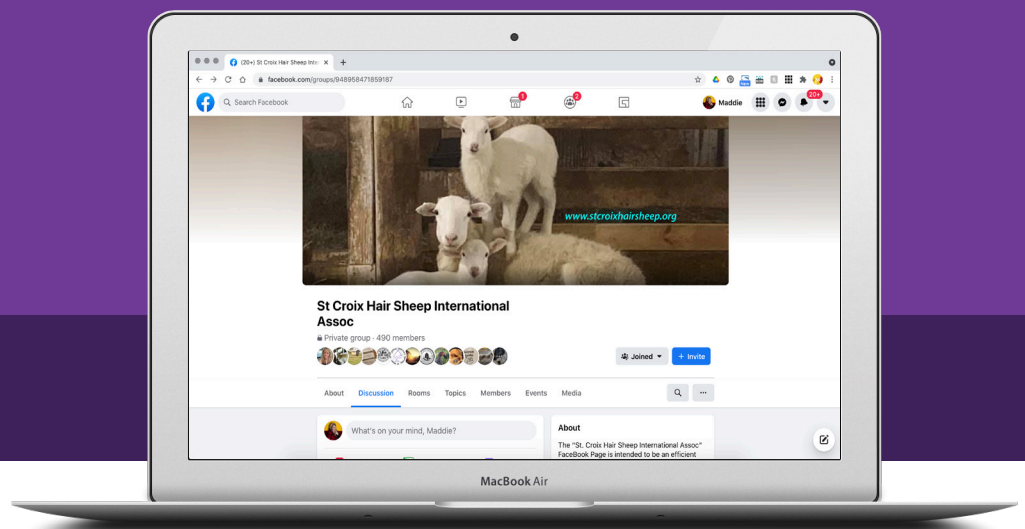 (20+) St Croix Hair Sheep Inte
facebook.com/groups/948958471859187
Search Facebook
1
2
Maddie
20+
www.stcroixhairsheep.org
St Croix Hair Sheep International
Assoc
Private group · 490 members
Joined
+ Invite
About Discussion Rooms Topics Members Events Media
What's on your mind, Maddie?
About
The "St. Croix Hair Sheep International Assoc"
FaceBook Page is intended to be an efficient
MacBook Air